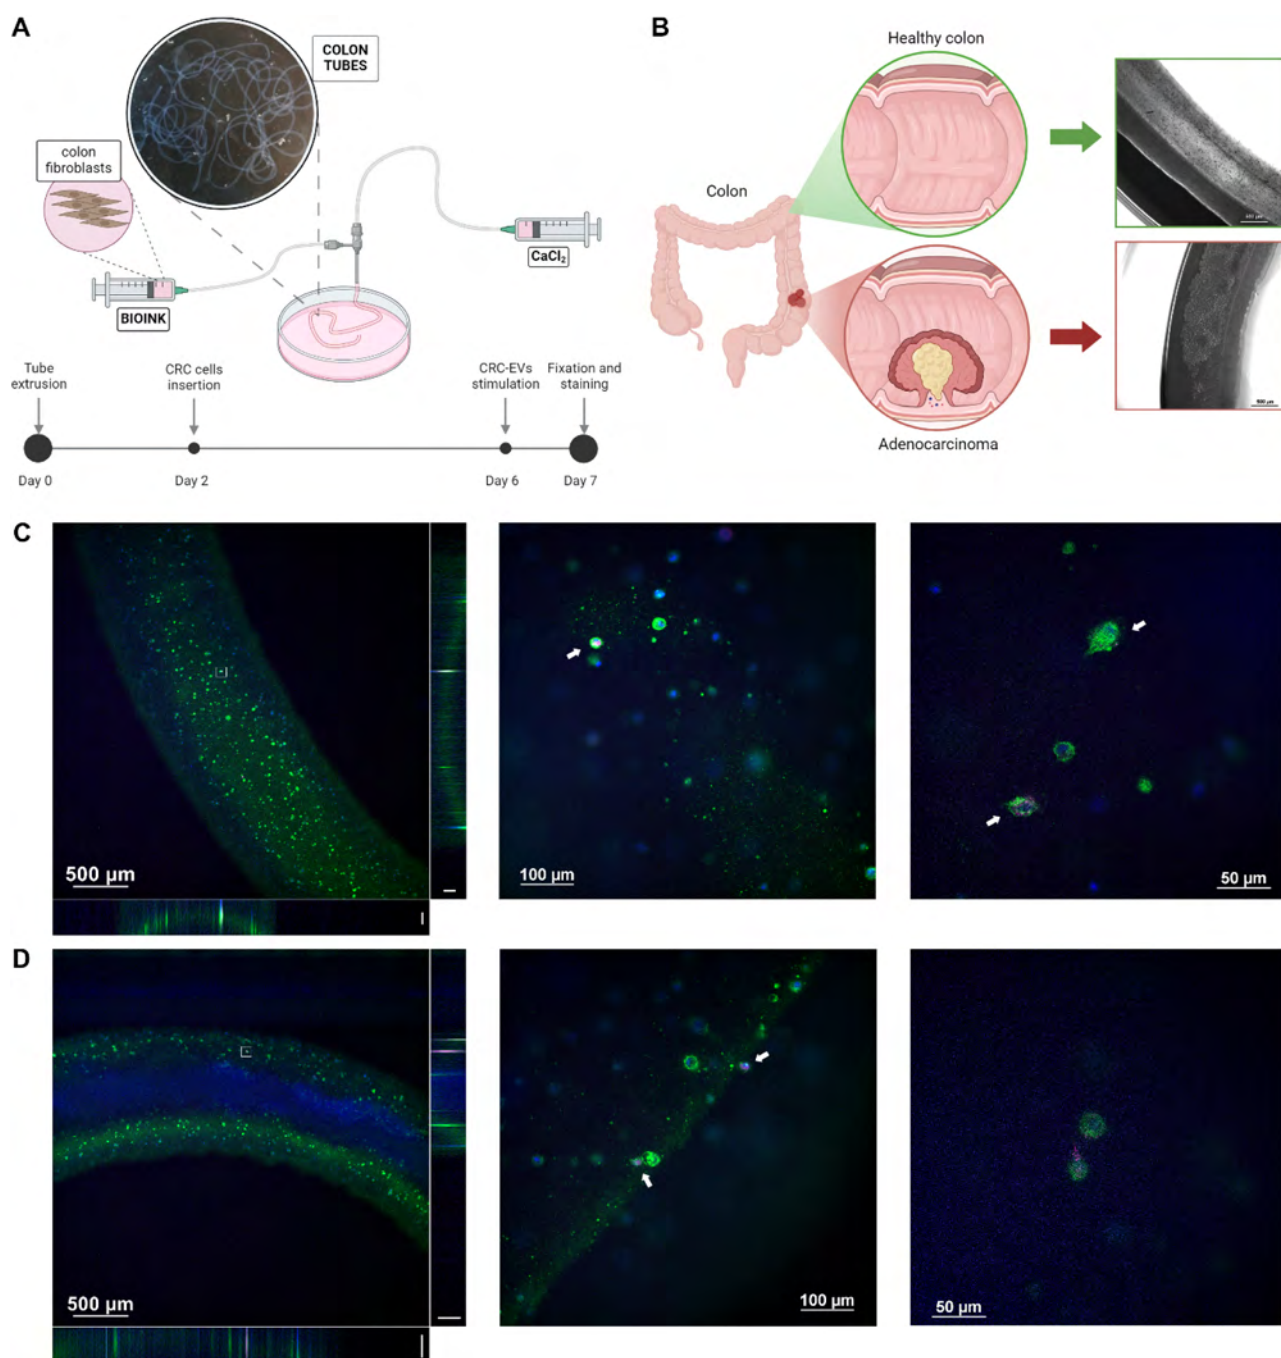 A
COLON
TUBES
colon
fibroblasts
BIOINK
CaCl₂
Tube
extrusion
CRC cells
insertion
CRC-EVs
stimulation
Fixation and
staining
Day 0
Day 2
Day 6
Day 7
B
Healthy colon
Colon
Adenocarcinoma
500 µm
C
500 µm
100 µm
50 µm
D
500 µm
100 µm
50 µm